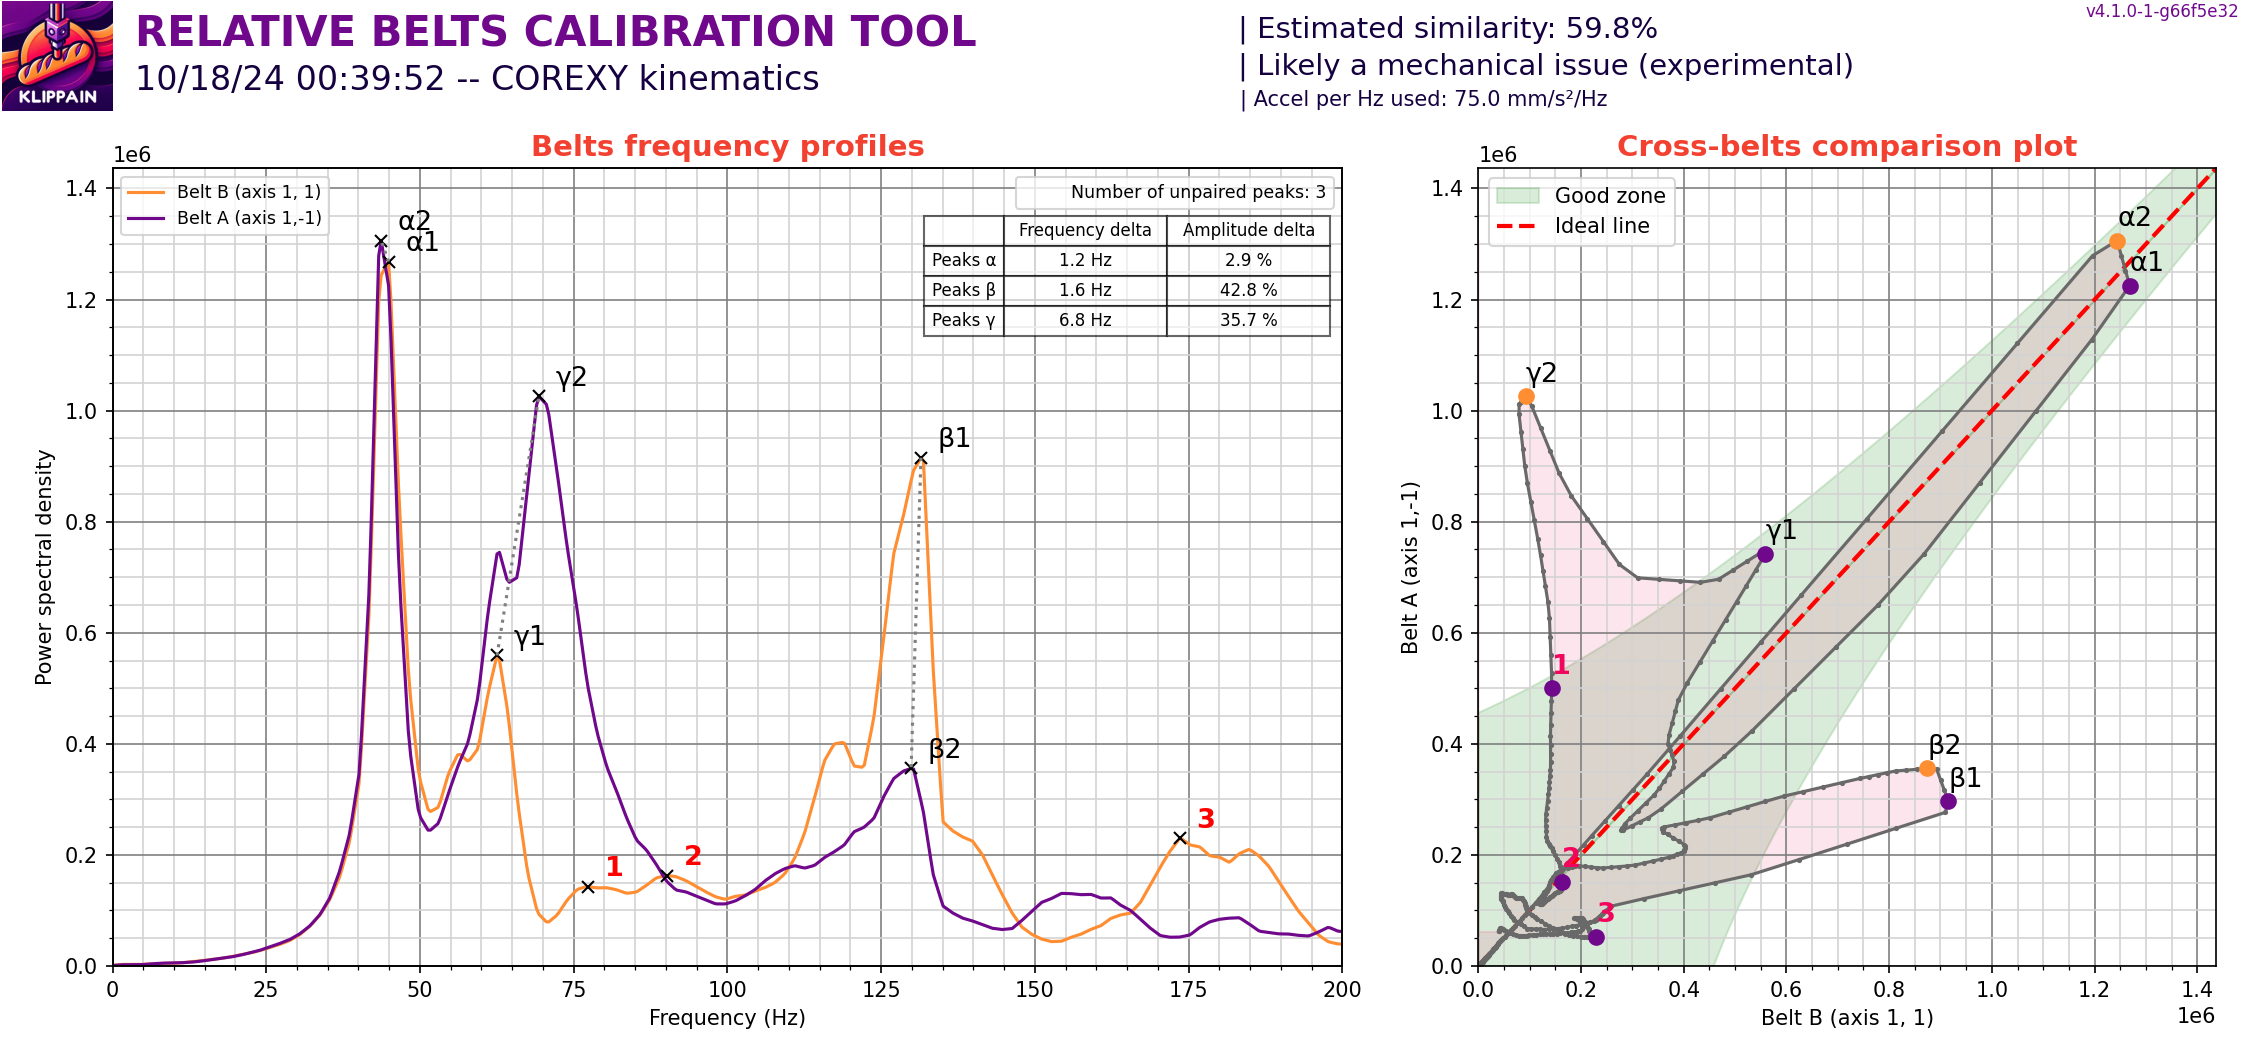 RELATIVE BELTS CALIBRATION TOOL
10/18/24 00:39:52 -- COREXY kinematics
KLIPPAIN
| Estimated similarity: 59.8%
| Likely a mechanical issue (experimental)
| Accel per Hz used: 75.0 mm/s²/Hz
v4.1.0-1-g66f5e32
Belts frequency profiles
1e6
Belt B (axis 1, 1)
Belt A (axis 1,-1)
Number of unpaired peaks: 3
Frequency delta Amplitude delta
Peaks α 1.2 Hz 2.9 %
Peaks β 1.6 Hz 42.8 %
Peaks γ 6.8 Hz 35.7 %
α2
α1
γ2
β1
γ1
β2
3
2
1
1.4
1.2
1.0
0.8
0.6
0.4
0.2
0.0
Power spectral density
0 25 50 75 100 125 150 175 200
Frequency (Hz)
Cross-belts comparison plot
1e6
Good zone
Ideal line
α2
α1
γ2
γ1
1
β2
β1
2
3
1.4
1.2
1.0
0.8
0.6
0.4
0.2
0.0
Belt A (axis 1,-1)
0.0 0.2 0.4 0.6 0.8 1.0 1.2 1.4
Belt B (axis 1, 1)
1e6